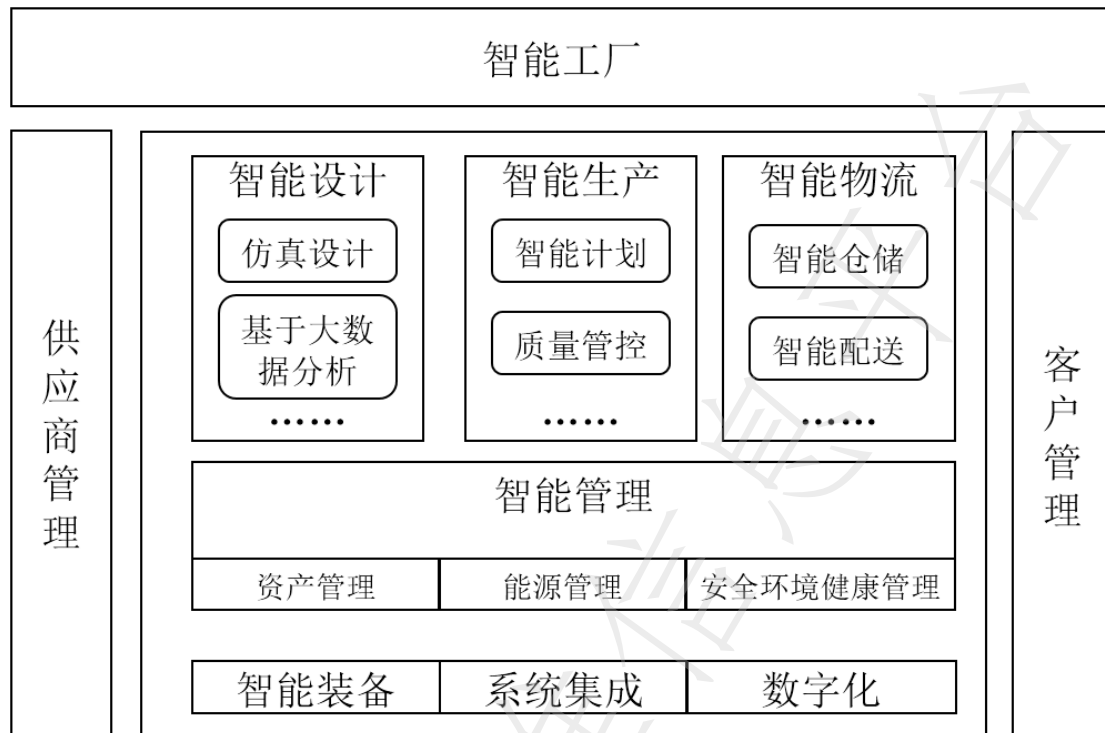 智能工厂
供应商管理
智能设计
仿真设计
基于大数
据分析
……
智能生产
智能计划
质量管控
……
智能物流
智能仓储
智能配送
……
智能管理
资产管理
能源管理
安全环境健康管理
智能装备
系统集成
数字化
客户管理